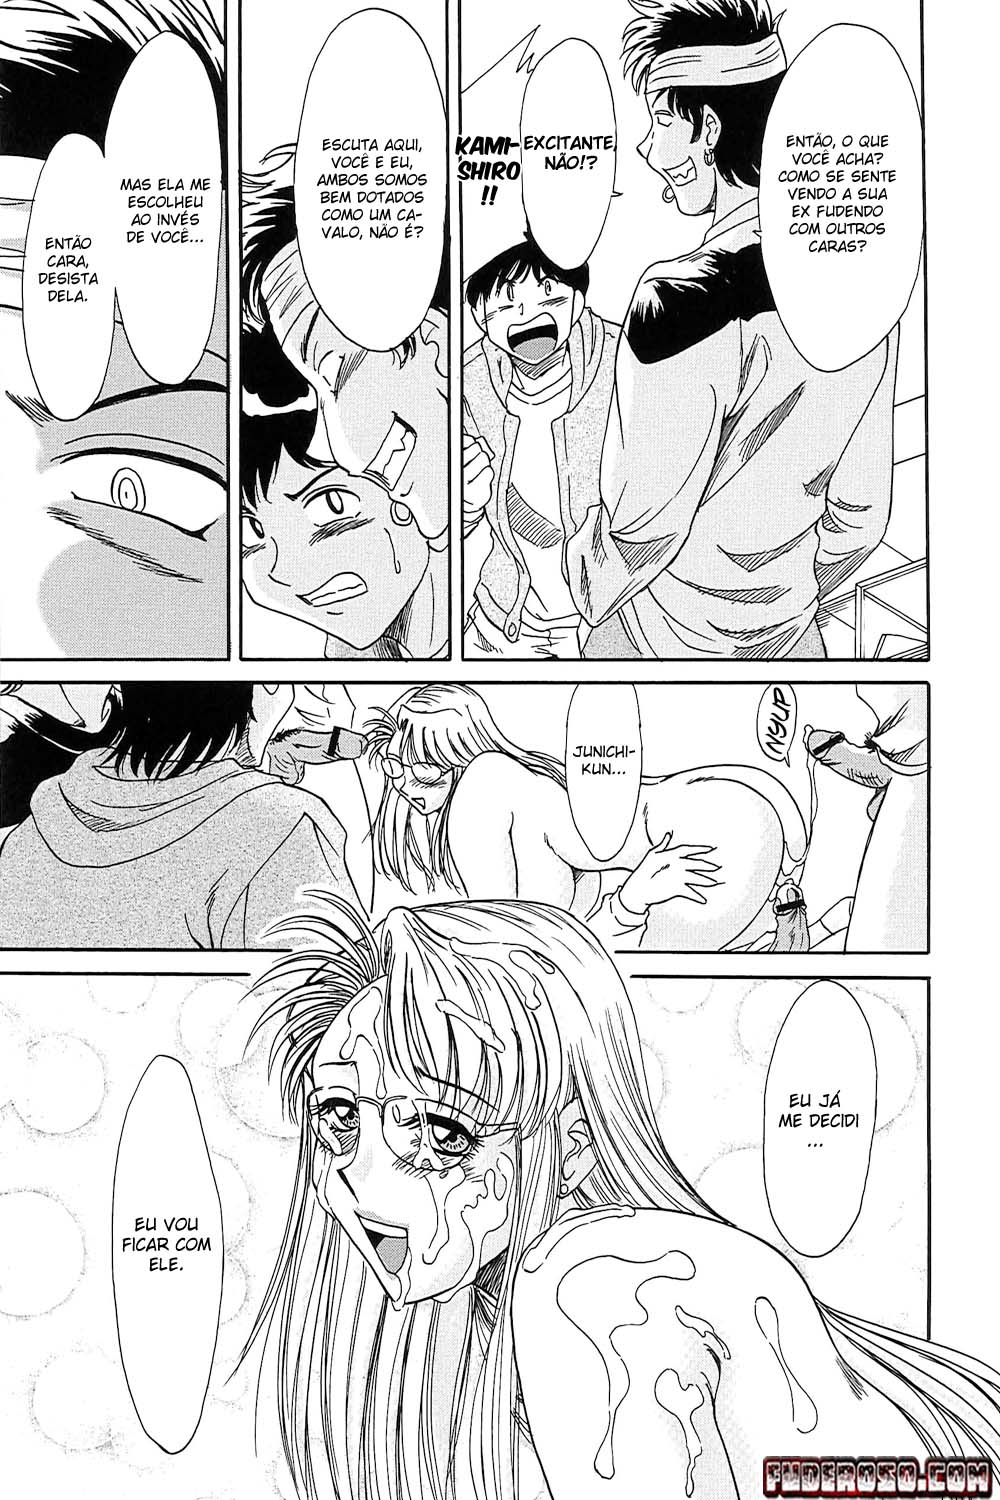 ENTÃO, O QUE
VOCÊ ACHA?
COMO SE SENTE
VENDO A SUA
EX FUDENDO
COM OUTROS
CARAS?
EXCITANTE,
NÃO!?
KAMI-
SHIRO
!!
ESCUTA AQUI,
VOCÊ E EU,
AMBOS SOMOS
BEM DOTADOS
COMO UM CA-
VALO, NÃO É?
MAS ELA ME
ESCOLHEU
AO INVÉS
DE VOCÊ...
ENTÃO
CARA,
DESISTA
DELA.
NSUP
JUNICHI-
KUN...
EU JÁ
ME DECIDI
...
EU VOU
FICAR COM
ELE.
FUDEROSO.COM